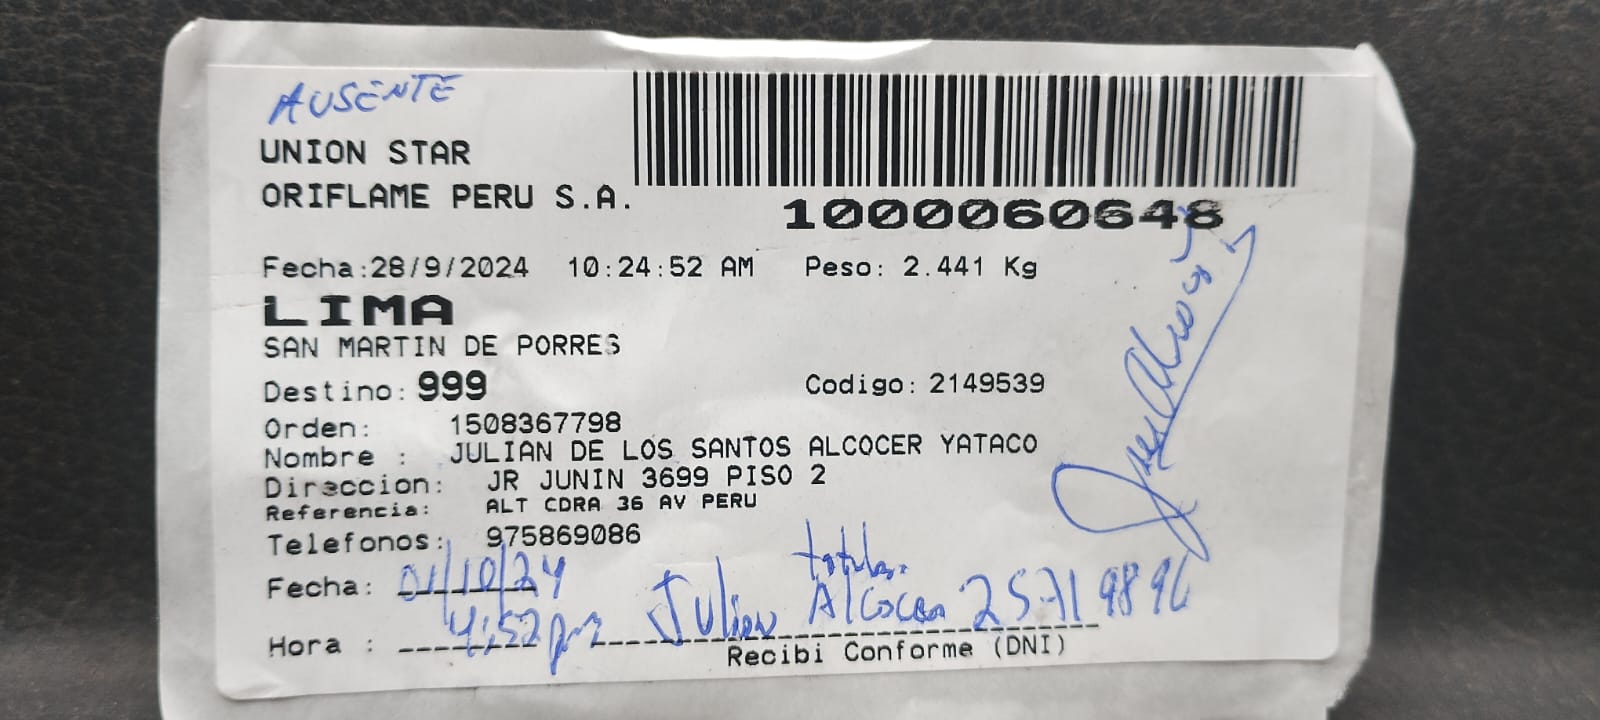 AUSENTE
UNION STAR
ORIFLAME PERU S.A.
1000060648
Fecha:28/9/2024 10:24:52 AM Peso: 2.441 Kg
LIMA
SAN MARTIN DE PORRES
Destino: 999 Codigo: 2149539
Orden: 1508367798
Nombre : JULIAN DE LOS SANTOS ALCOCER YATACO
Direccion: JR JUNIN 3699 PISO 2
Referencia: ALT CDRA 36 AV PERU
Telefonos: 975869086
titular.
Fecha: 01/10/24
Julian Alcocer
Hora : 4:52pm
Recibi Conforme (DNI)